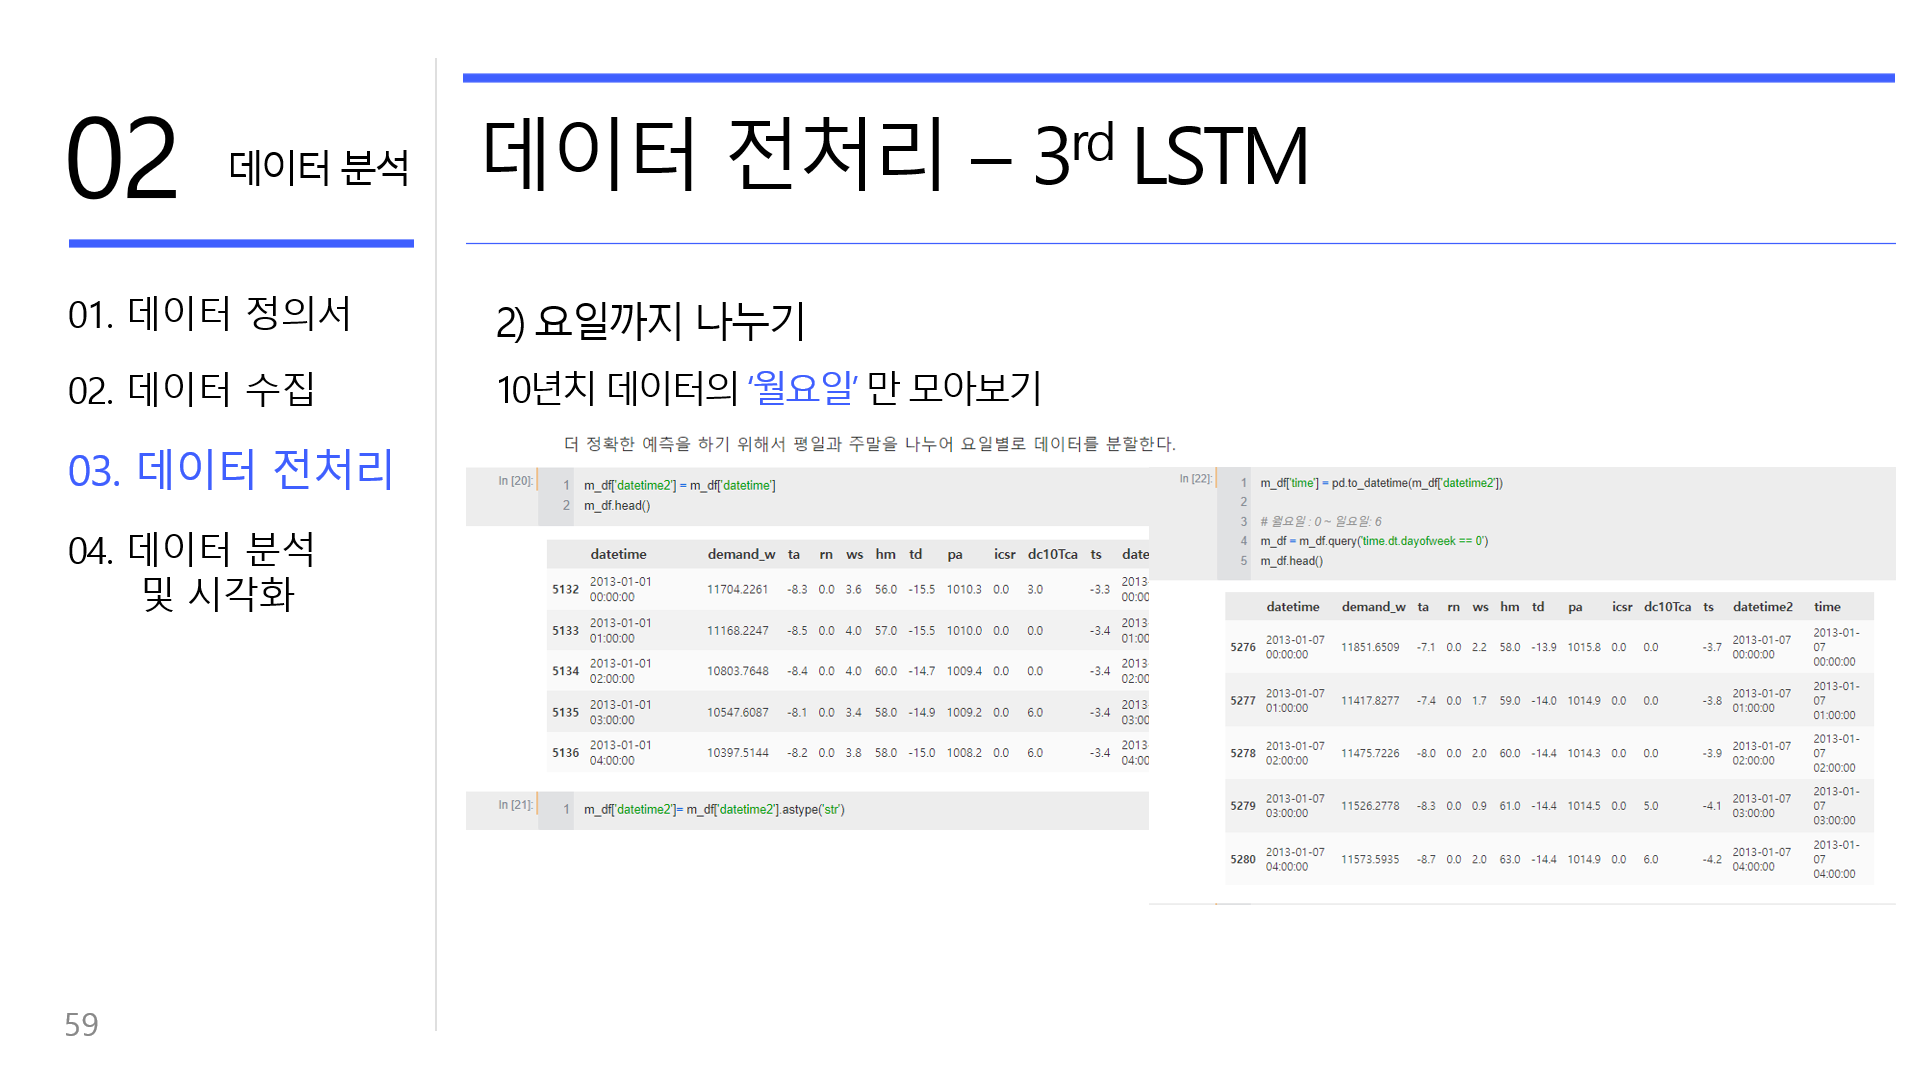 02 데이터 분석
01. 데이터 정의서
02. 데이터 수집
03. 데이터 전처리
04. 데이터 분석
및 시각화
59
데이터 전처리 – 3rd LSTM
2) 요일까지 나누기
10년치 데이터의 ‘월요일’ 만 모아보기
더 정확한 예측을 하기 위해서 평일과 주말을 나누어 요일별로 데이터를 분할한다.
In [20]:
1 m_df['datetime2'] = m_df['datetime']
2 m_df.head()
datetime demand_w ta rn ws hm td pa icsr dc10Tca ts date
5132 2013-01-01 00:00:00 11704.2261 -8.3 0.0 3.6 56.0 -15.5 1010.3 0.0 3.0 -3.3 2013- 00:00
5133 2013-01-01 01:00:00 11168.2247 -8.5 0.0 4.0 57.0 -15.5 1010.0 0.0 0.0 -3.4 2013- 01:00
5134 2013-01-01 02:00:00 10803.7648 -8.4 0.0 4.0 60.0 -14.7 1009.4 0.0 0.0 -3.4 2013- 02:00
5135 2013-01-01 03:00:00 10547.6087 -8.1 0.0 3.4 58.0 -14.9 1009.2 0.0 6.0 -3.4 2013- 03:00
5136 2013-01-01 04:00:00 10397.5144 -8.2 0.0 3.8 58.0 -15.0 1008.2 0.0 6.0 -3.4 2013- 04:00
In [21]:
1 m_df['datetime2']= m_df['datetime2'].astype('str')
In [22]:
1 m_df['time'] = pd.to_datetime(m_df['datetime2'])
2
3 # 월요일 : 0 ~ 일요일: 6
4 m_df = m_df.query('time.dt.dayofweek == 0')
5 m_df.head()
datetime demand_w ta rn ws hm td pa icsr dc10Tca ts datetime2 time
5276 2013-01-07 00:00:00 11851.6509 -7.1 0.0 2.2 58.0 -13.9 1015.8 0.0 0.0 -3.7 2013-01-07 00:00:00 2013-01-07 00:00:00
5277 2013-01-07 01:00:00 11417.8277 -7.4 0.0 1.7 59.0 -14.0 1014.9 0.0 0.0 -3.8 2013-01-07 01:00:00 2013-01-07 01:00:00
5278 2013-01-07 02:00:00 11475.7226 -8.0 0.0 2.0 60.0 -14.4 1014.3 0.0 0.0 -3.9 2013-01-07 02:00:00 2013-01-07 02:00:00
5279 2013-01-07 03:00:00 11526.2778 -8.3 0.0 0.9 61.0 -14.4 1014.5 0.0 5.0 -4.1 2013-01-07 03:00:00 2013-01-07 03:00:00
5280 2013-01-07 04:00:00 11573.5935 -8.7 0.0 2.0 63.0 -14.4 1014.9 0.0 6.0 -4.2 2013-01-07 04:00:00 2013-01-07 04:00:00